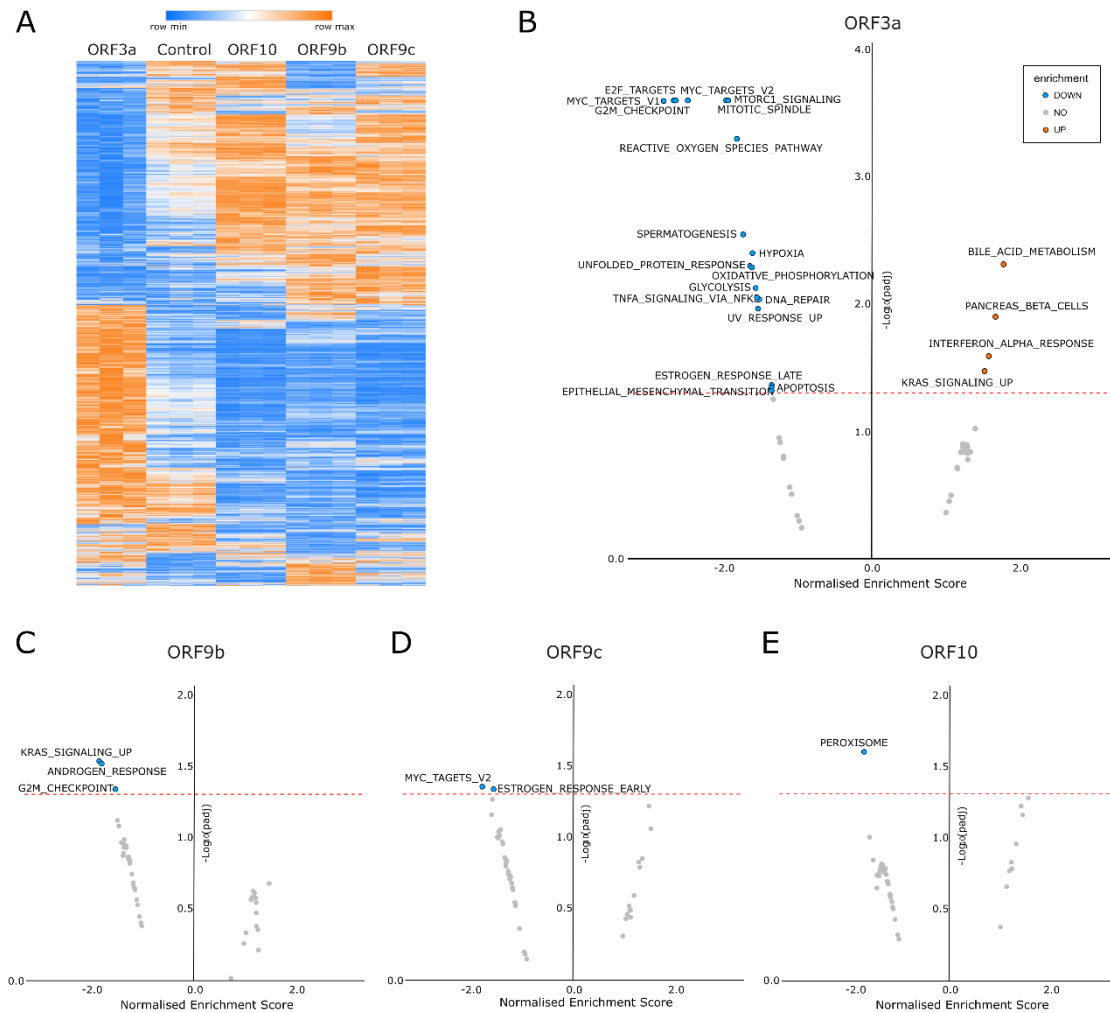 A
row min
row max
ORF3a Control ORF10 ORF9b ORF9c
B
ORF3a
4.0
enrichment
DOWN
NO
UP
E2F_TARGETS MYC_TARGETS_V2
MYC_TARGETS_V1 MTORC1_SIGNALING
G2M_CHECKPOINT MITOTIC_SPINDLE
REACTIVE_OXYGEN_SPECIES_PATHWAY
3.0
SPERMATOGENESIS
HYPOXIA
BILE_ACID_METABOLISM
UNFOLDED_PROTEIN_RESPONSE
OXIDATIVE_PHOSPHORYLATION
GLYCOLYSIS
TNFA_SIGNALING_VIA_NFKB DNA_REPAIR
2.0
-Log₁₀(padj)
PANCREAS_BETA_CELLS
UV_RESPONSE_UP
INTERFERON_ALPHA_RESPONSE
ESTROGEN_RESPONSE_LATE
KRAS_SIGNALING_UP
EPITHELIAL_MESENCHYMAL_TRANSITION APOPTOSIS
1.0
0.0
-2.0 0.0 2.0
Normalised Enrichment Score
C
ORF9b
2.0
KRAS_SIGNALING_UP
1.5
ANDROGEN_RESPONSE
G2M_CHECKPOINT
1.0
-Log₁₀(padj)
0.5
0.0
-2.0 0.0 2.0
Normalised Enrichment Score
D
ORF9c
2.0
1.5
MYC_TAGETS_V2
ESTROGEN_RESPONSE_EARLY
1.0
-Log₁₀(padj)
0.5
0.0
-2.0 0.0 2.0
Normalised Enrichment Score
E
ORF10
2.0
PEROXISOME
1.5
1.0
-Log₁₀(padj)
0.5
0.0
-2.0 0.0 2.0
Normalised Enrichment Score